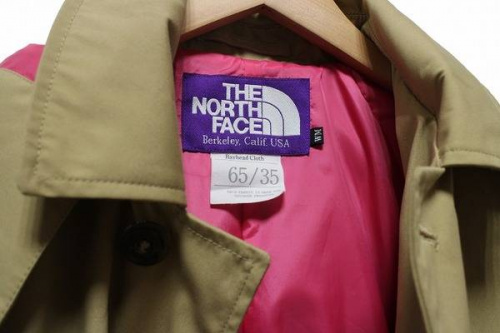 THE
NORTH
FACE
Berkeley, Calif. USA
WM
Bayhead Cloth
65/35